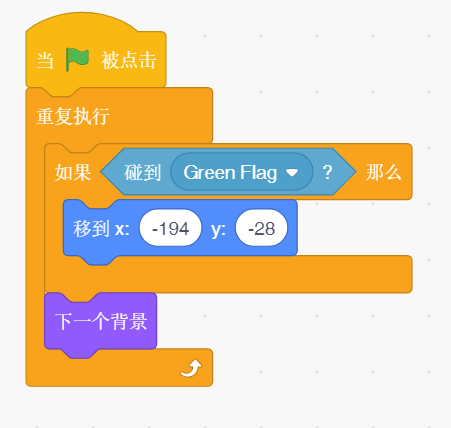 当 被点击
重复执行
如果 碰到 Green Flag ? 那么
移到 x: -194 y: -28
下一个背景